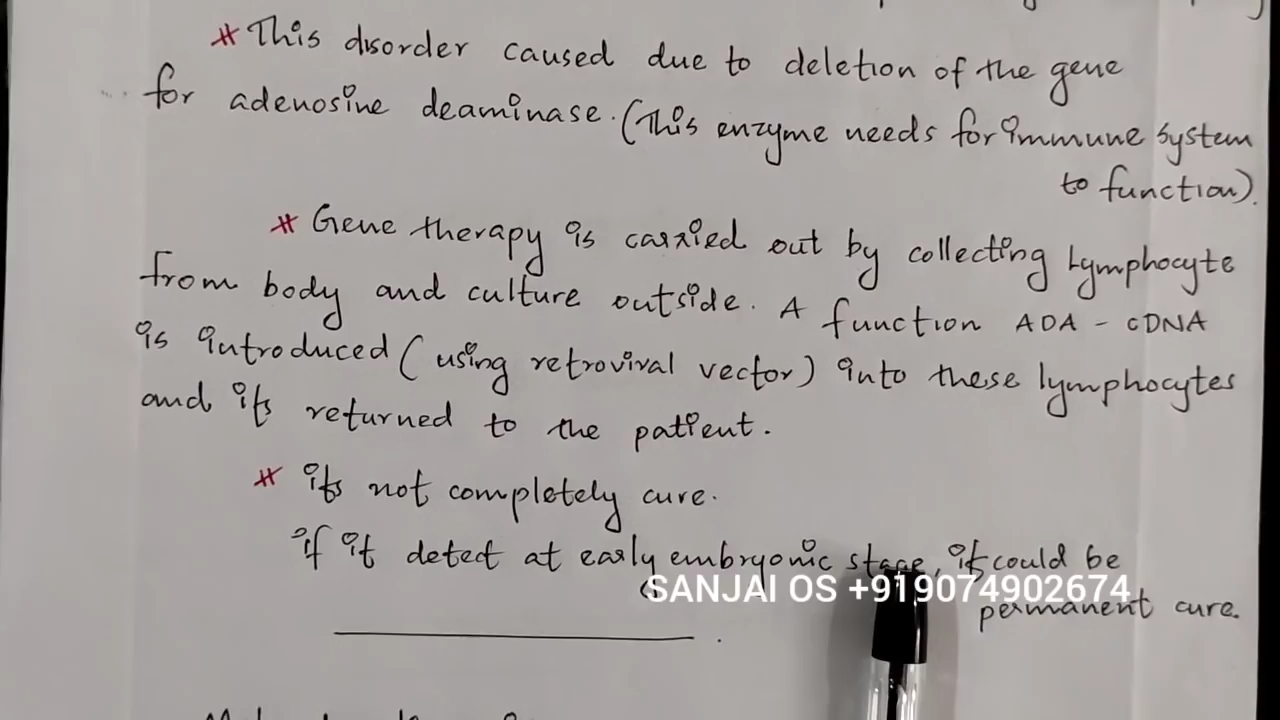 * This disorder caused due to deletion of the gene
for adenosine deaminase. (This enzyme needs for immune system
to function).
* Gene therapy is carried out by collecting Lymphocyte
from body and culture outside. A function ADA - cDNA
is introduced (using retroviral vector) into these lymphocytes
and its returned to the patient.
* its not completely cure.
if it detect at early embryonic stage, it could be
SANJAI OS +919074902674
permanent cure.